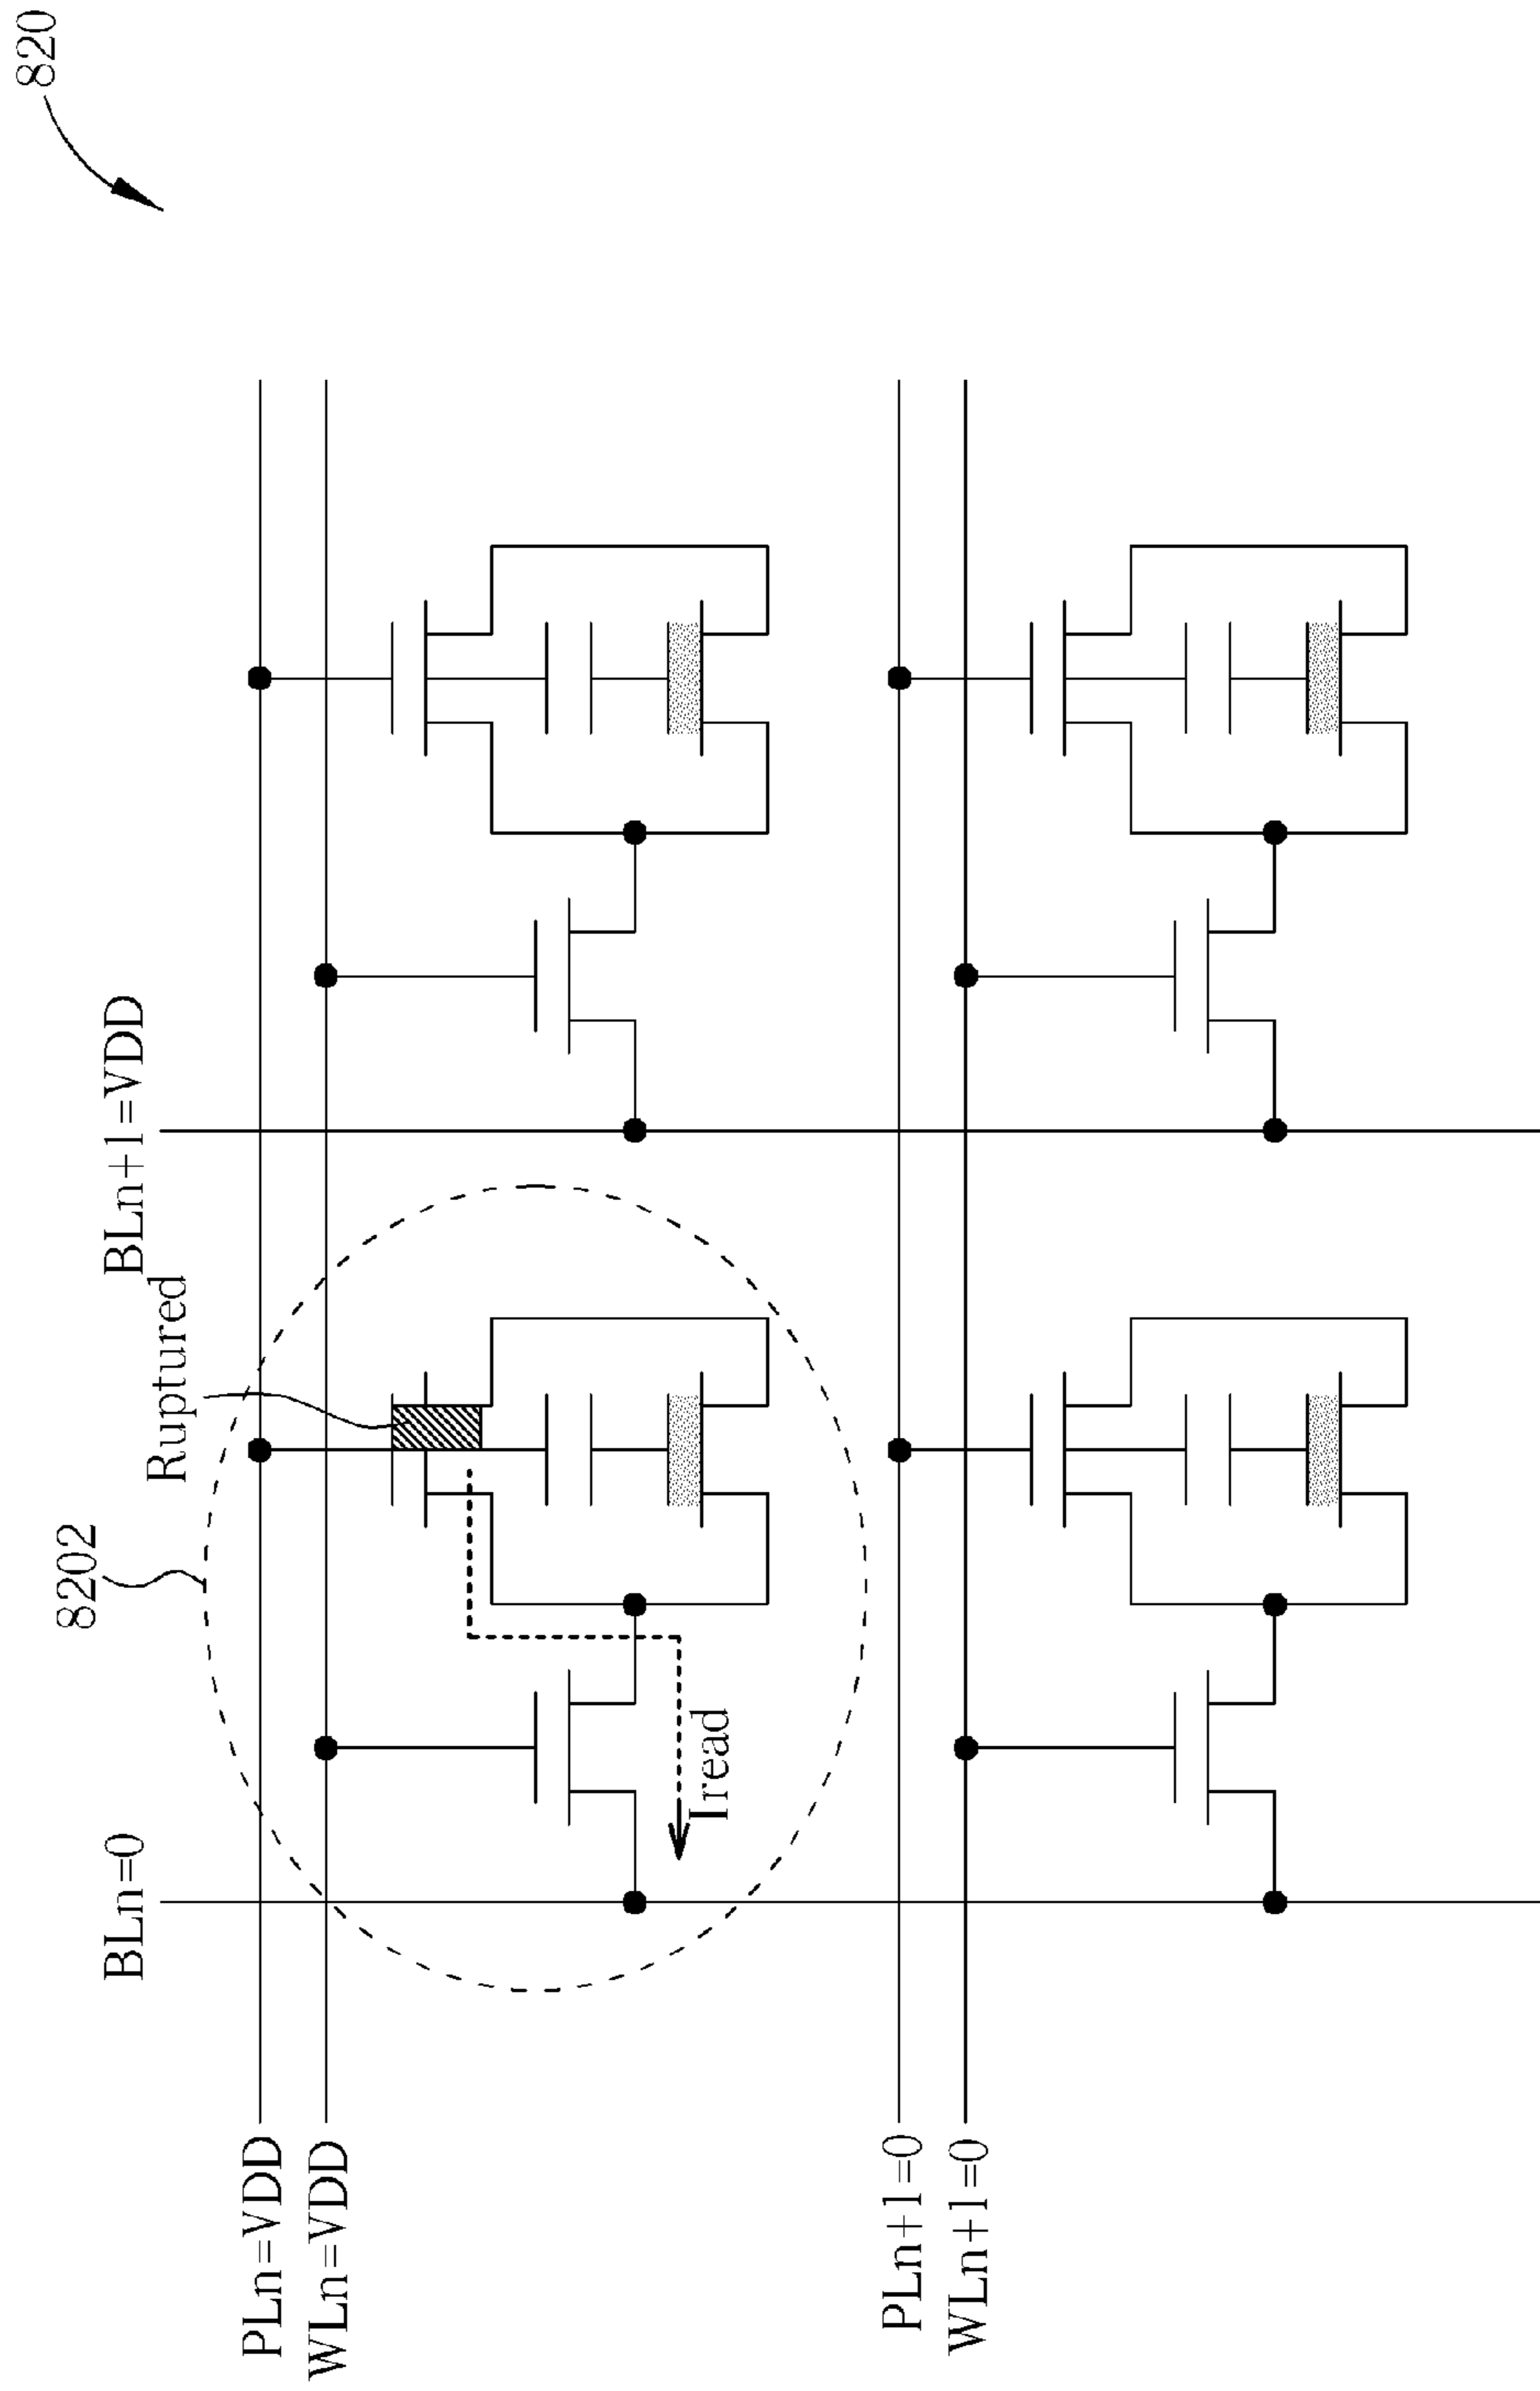 820
BLn=0
8202
Ruptured
BLn+1=VDD
PLn=VDD
WLn=VDD
Iread
PLn+1=0
WLn+1=0